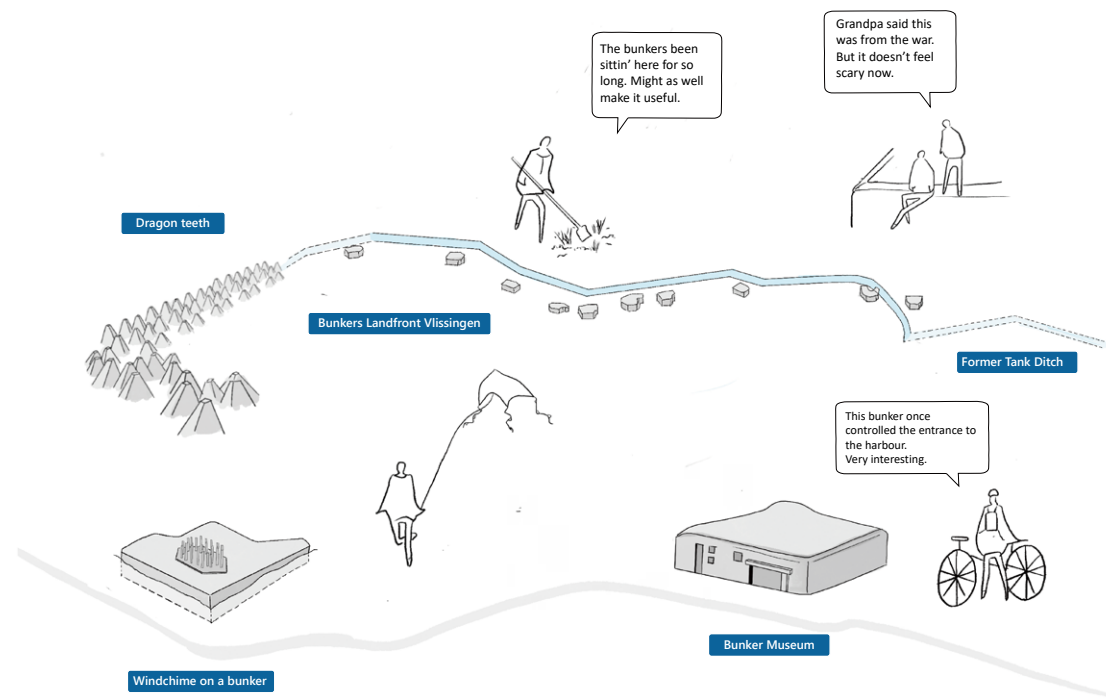 Grandpa said this
was from the war.
But it doesn't feel
scary now.
The bunkers been
sittin' here for so
long. Might as well
make it useful.
Dragon teeth
Bunkers Landfront Vlissingen
Former Tank Ditch
This bunker once
controlled the entrance to
the harbour.
Very interesting.
Bunker Museum
Windchime on a bunker